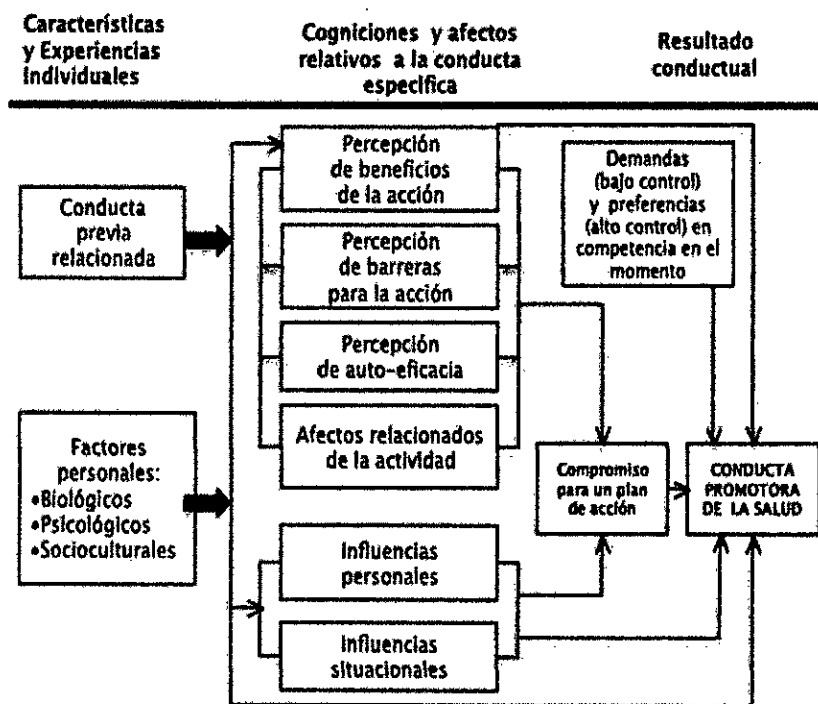 Características
y Experiencias
individuales
Cogniciones y afectos
relativos a la conducta
específica
Resultado
conductual
Conducta
previa
relacionada
Factores
personales:
•Biológicos
•Psicológicos
•Socioculturales
Percepción
de beneficios
de la acción
Percepción
de barreras
para la acción
Percepción
de auto-eficacia
Afectos relacionados
de la actividad
Influencias
personales
Influencias
situacionales
Demandas
(bajo control)
y preferencias
(alto control) en
competencia en el
momento
Compromiso
para un plan
de acción
CONDUCTA
PROMOTORA
DE LA SALUD